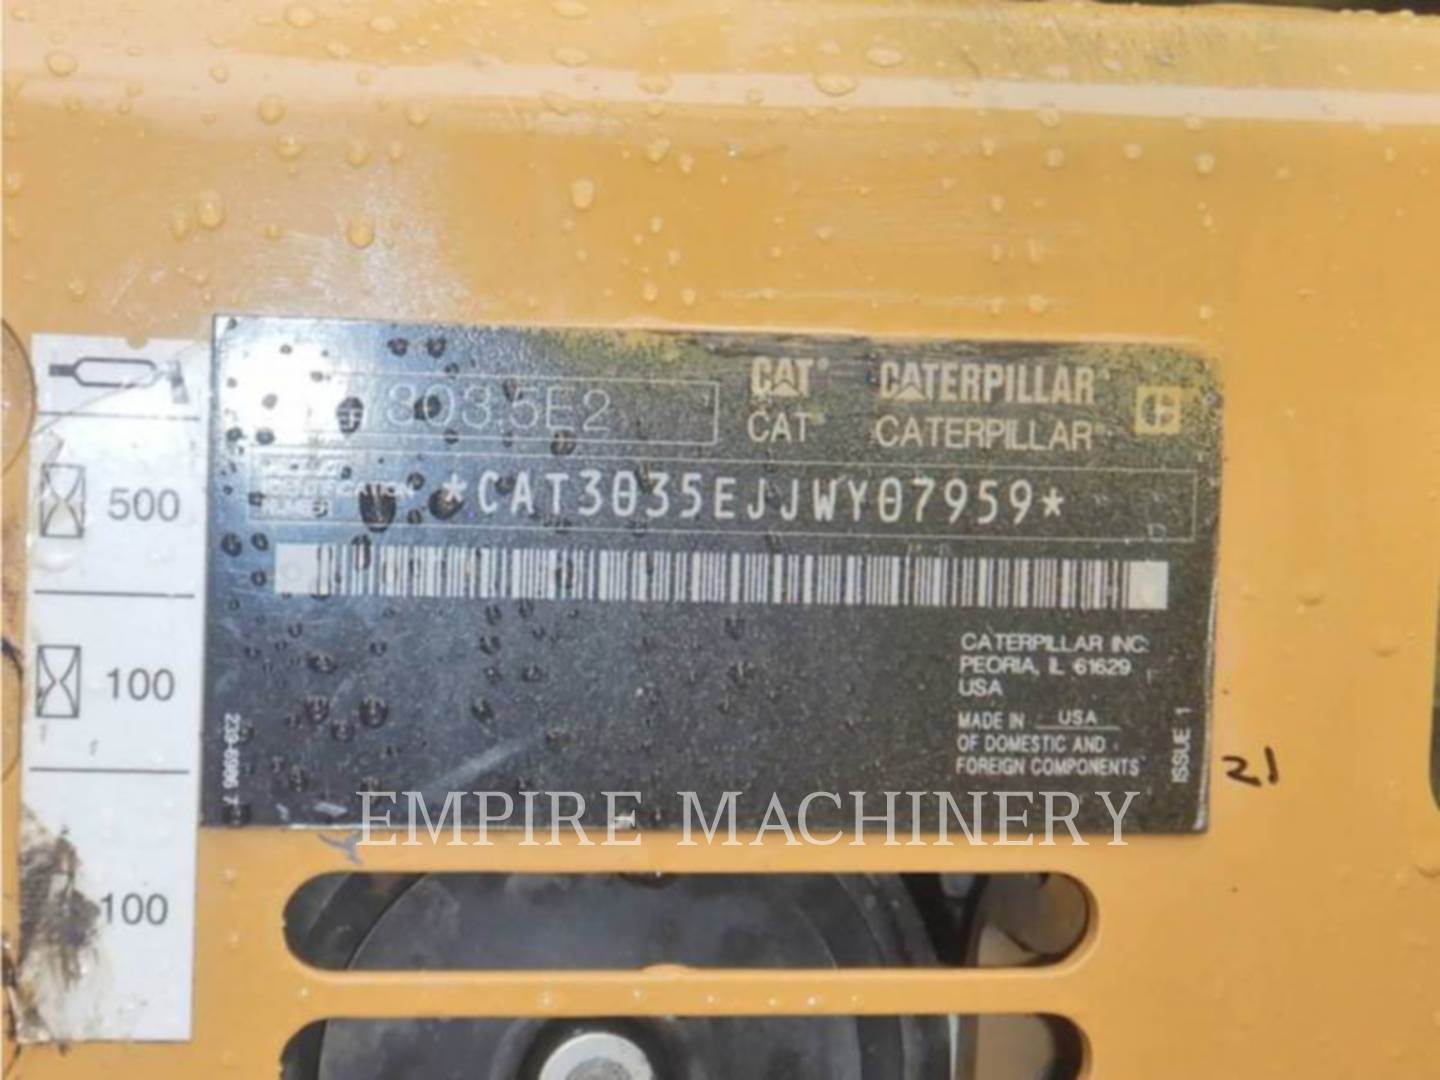 303.5E2
CAT CATERPILLAR
CAT CATERPILLAR
NUMBER
*CAT3035EJJWY07959*
CATERPILLAR INC.
PEORIA, IL 61629
USA
MADE IN USA
OF DOMESTIC AND
FOREIGN COMPONENTS
ISSUE 1
21
500
100
100
EMPIRE MACHINERY